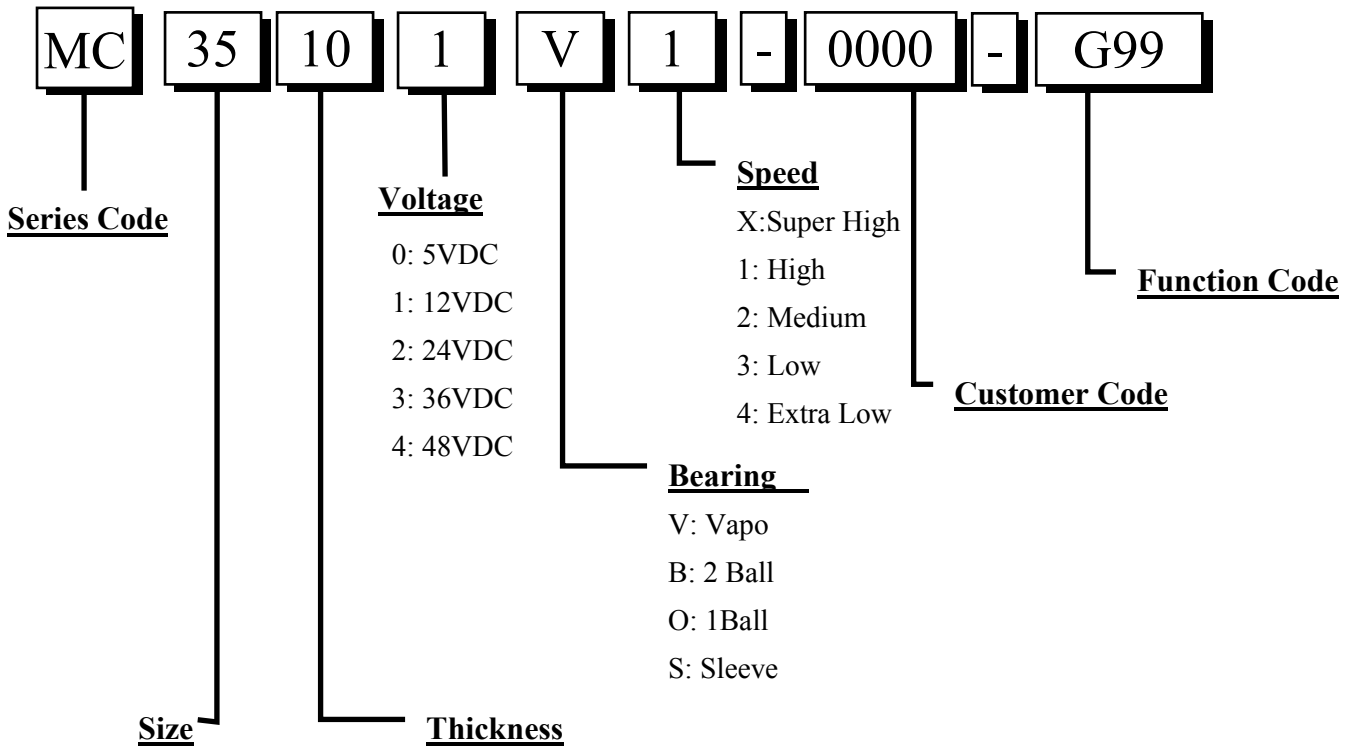 MC 35 10 1 V 1 - 0000 - G99
Series Code
Voltage
0: 5VDC
1: 12VDC
2: 24VDC
3: 36VDC
4: 48VDC
Speed
X:Super High
1: High
2: Medium
3: Low
4: Extra Low
Function Code
Customer Code
Bearing
V: Vapo
B: 2 Ball
O: 1Ball
S: Sleeve
Size
Thickness